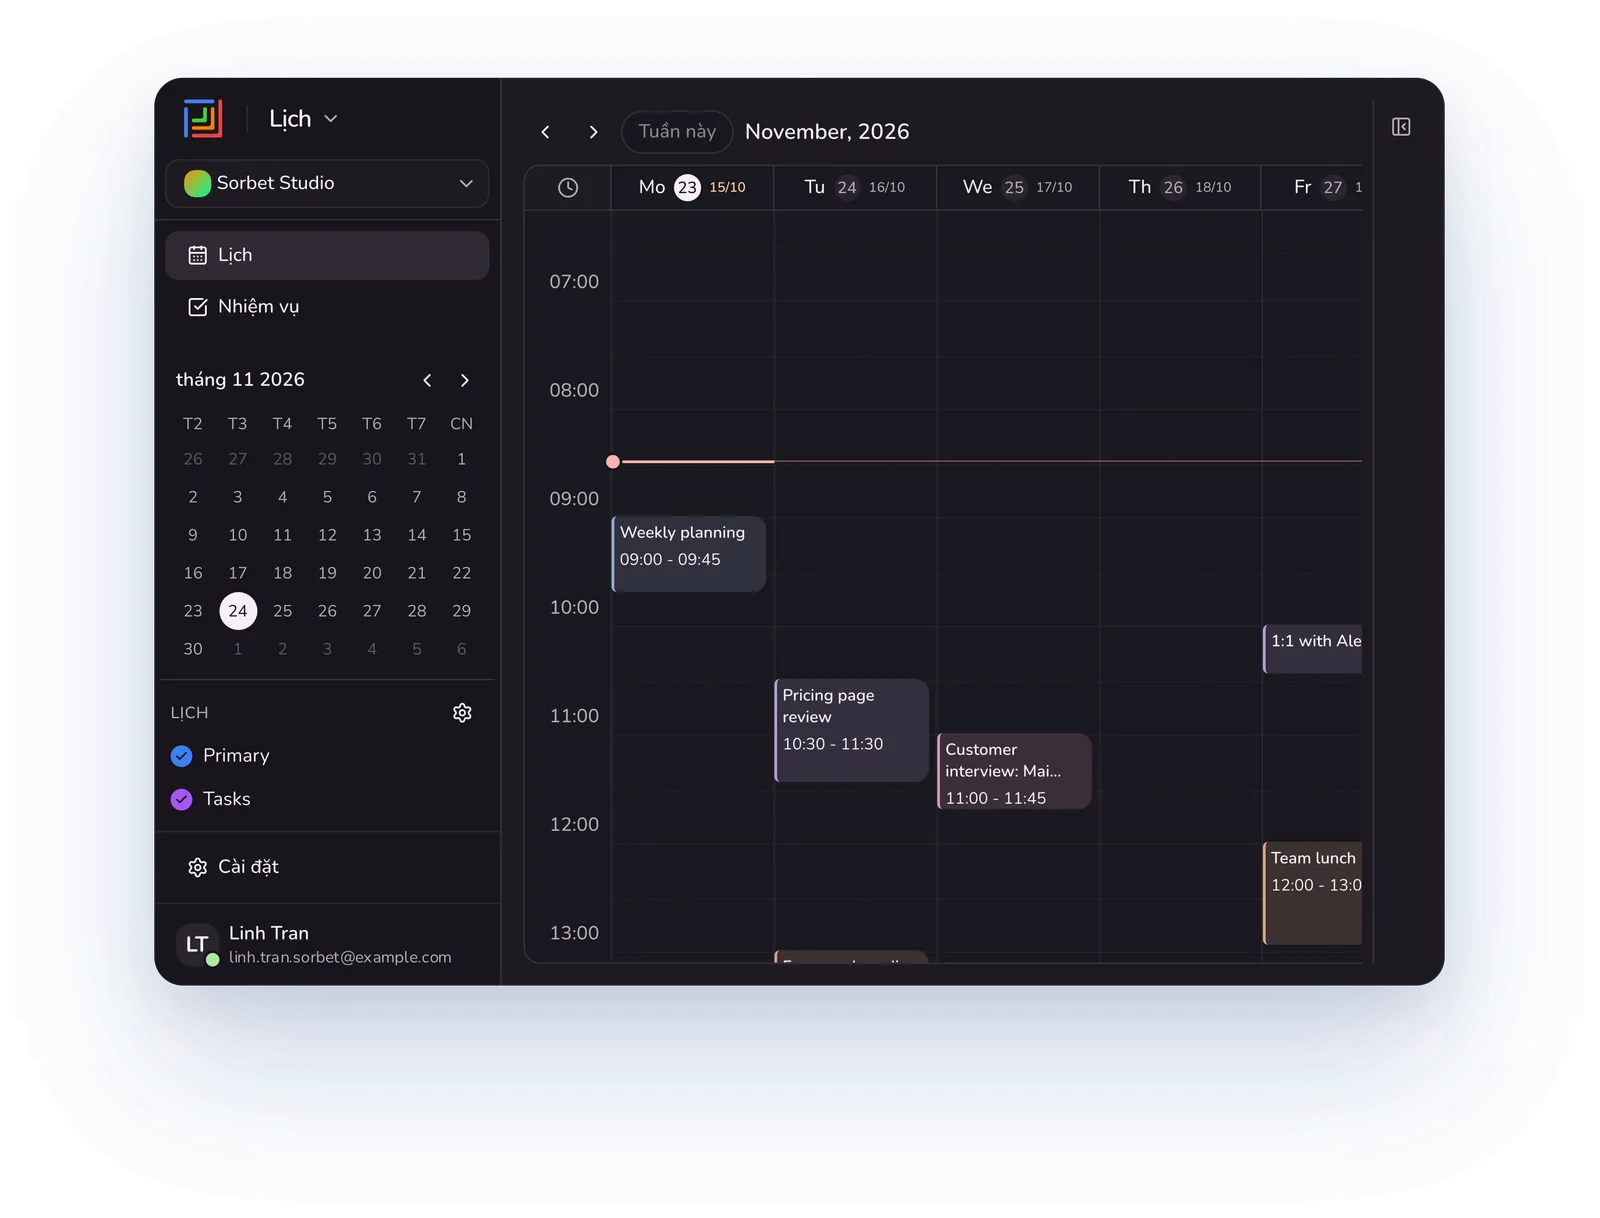 Lịch
Sorbet Studio
Lịch
Nhiệm vụ
tháng 11 2026
T2 T3 T4 T5 T6 T7 CN
26 27 28 29 30 31 1
2 3 4 5 6 7 8
9 10 11 12 13 14 15
16 17 18 19 20 21 22
23 24 25 26 27 28 29
30 1 2 3 4 5 6
LỊCH
Primary
Tasks
Cài đặt
LT
Linh Tran
linh.tran.sorbet@example.com
Tuần này November, 2026
Mo 23 15/10 Tu 24 16/10 We 25 17/10 Th 26 18/10 Fr 27 1
07:00
08:00
09:00
Weekly planning
09:00 - 09:45
10:00
1:1 with Ale
Pricing page
review
10:30 - 11:30
11:00
Customer
interview: Mai...
11:00 - 11:45
12:00
Team lunch
12:00 - 13:0
13:00